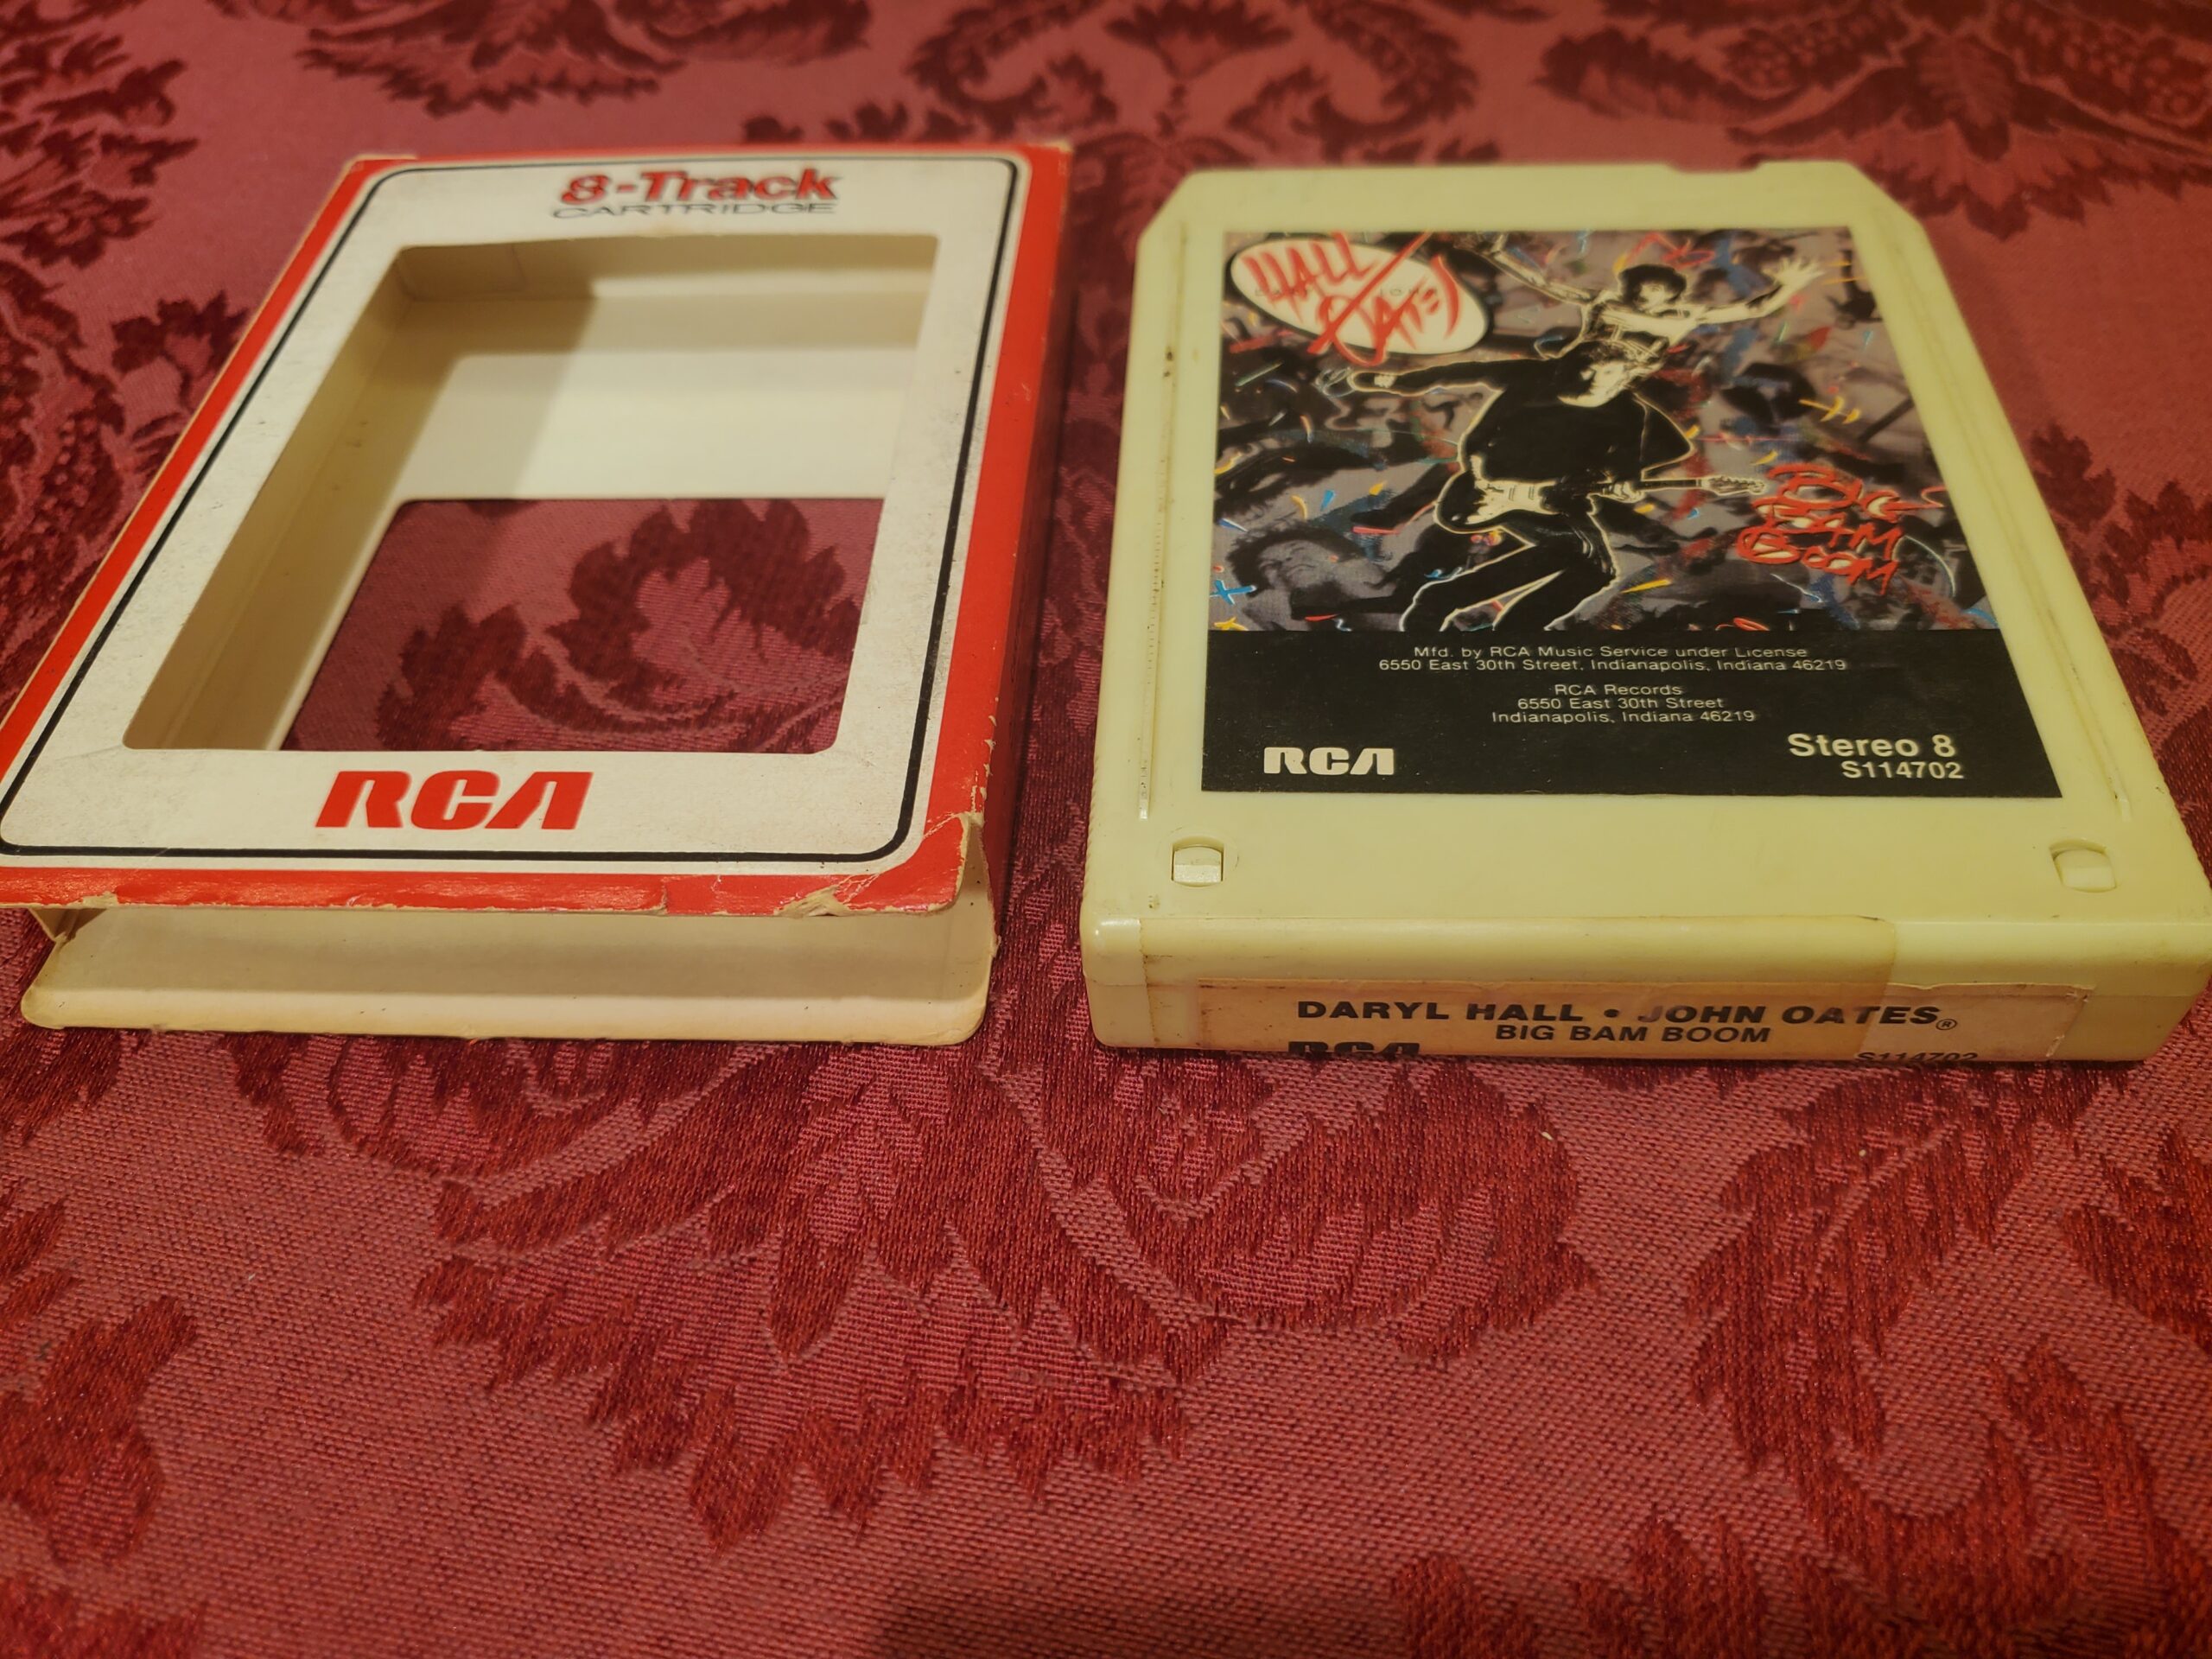 8-Track
CARTRIDGE
RCA
HALL
OATES
BIG
BAM
BOOM
Mfd. by RCA Music Service under License
6550 East 30th Street, Indianapolis, Indiana 46219
RCA Records
6550 East 30th Street
Indianapolis, Indiana 46219
RCA
Stereo 8
S114702
DARYL HALL • JOHN OATES®
BIG BAM BOOM
RCA
S114702